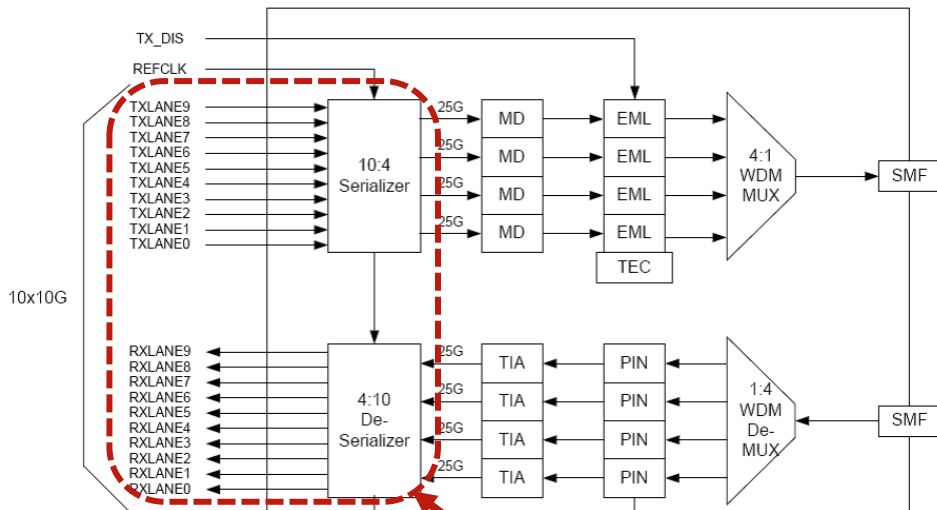 TX_DIS
REFCLK
TXLANE9
TXLANE8
TXLANE7
TXLANE6
TXLANE5
TXLANE4
TXLANE3
TXLANE2
TXLANE1
TXLANE0
10:4
Serializer
25G
25G
25G
25G
MD
MD
MD
MD
EML
EML
EML
EML
TEC
4:1
WDM
MUX
SMF
10x10G
RXLANE9
RXLANE8
RXLANE7
RXLANE6
RXLANE5
RXLANE4
RXLANE3
RXLANE2
RXLANE1
RXLANE0
4:10
De-
Serializer
25G
25G
25G
25G
TIA
TIA
TIA
TIA
PIN
PIN
PIN
PIN
1:4
WDM
De-
MUX
SMF